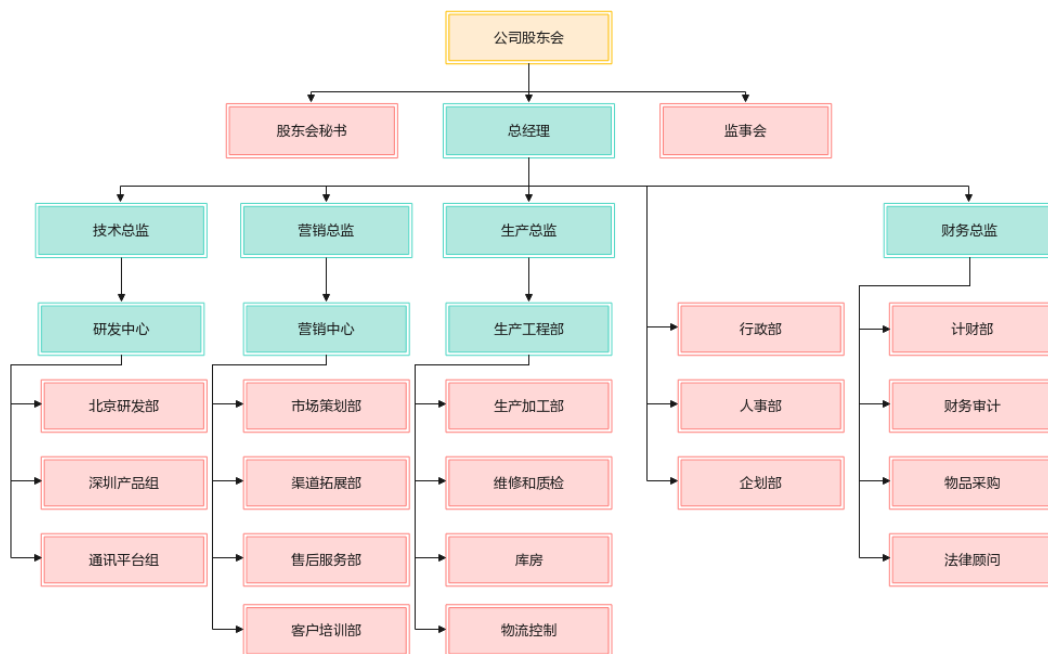 公司股东会
股东会秘书
总经理
监事会
技术总监
营销总监
生产总监
财务总监
研发中心
营销中心
生产工程部
行政部
计财部
北京研发部
市场策划部
生产加工部
人事部
财务审计
深圳产品组
渠道拓展部
维修和质检
企划部
物品采购
通讯平台组
售后服务部
库房
法律顾问
客户培训部
物流控制